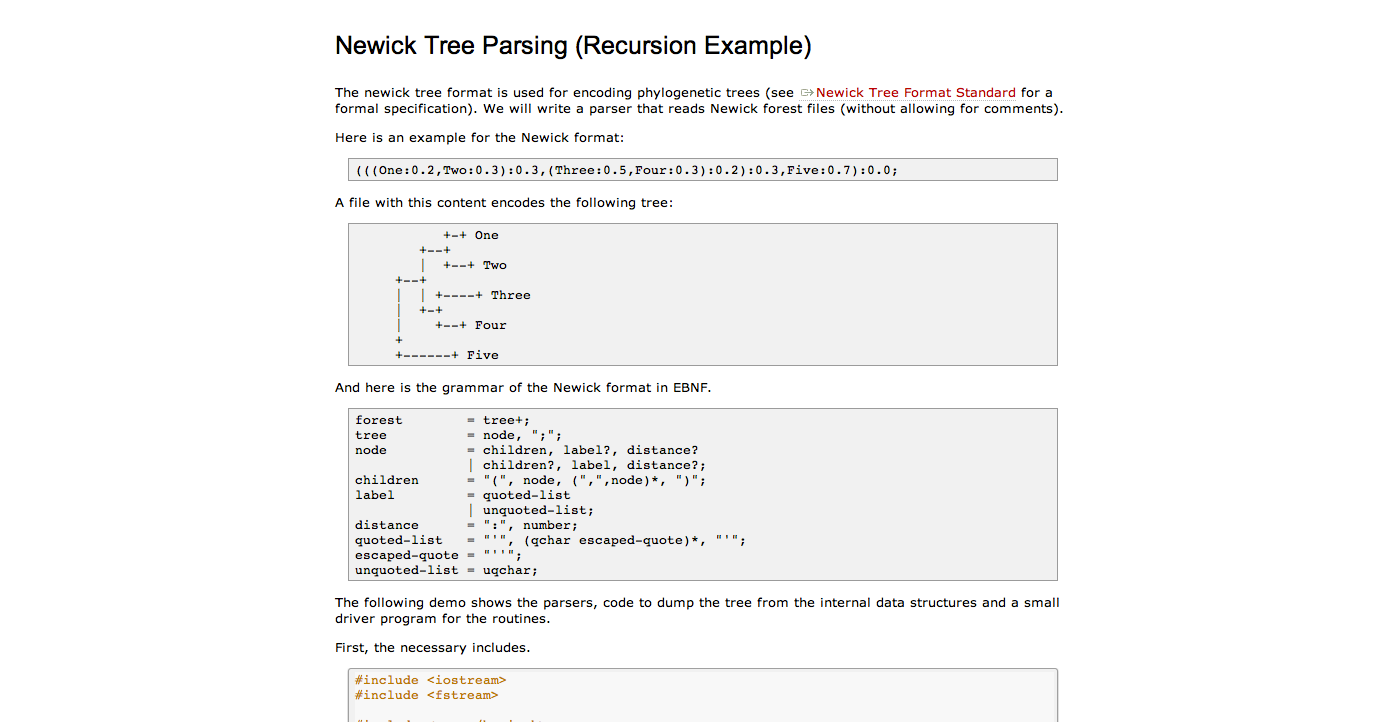 Newick Tree Parsing (Recursion Example)
The newick tree format is used for encoding phylogenetic trees (see Newick Tree Format Standard for a
formal specification). We will write a parser that reads Newick forest files (without allowing for comments).
Here is an example for the Newick format:
(((One:0.2,Two:0.3):0.3,(Three:0.5,Four:0.3):0.2):0.3,Five:0.7):0.0;
A file with this content encodes the following tree:
           +-+ One
        +--+
        |  +--+ Two
     +--+
     |  | +----+ Three
     |  +-+
     |    +--+ Four
     +
     +------+ Five
And here is the grammar of the Newick format in EBNF.
forest        = tree+;
tree          = node, ";";
node          = children, label?, distance?
              | children?, label, distance?;
children      = "(", node, (",",node)*, ")";
label         = quoted-list
              | unquoted-list;
distance      = ":", number;
quoted-list   = "'", (qchar escaped-quote)*, "'";
escaped-quote = "''";
unquoted-list = uqchar;
The following demo shows the parsers, code to dump the tree from the internal data structures and a small
driver program for the routines.
First, the necessary includes.
#include <iostream>
#include <fstream>